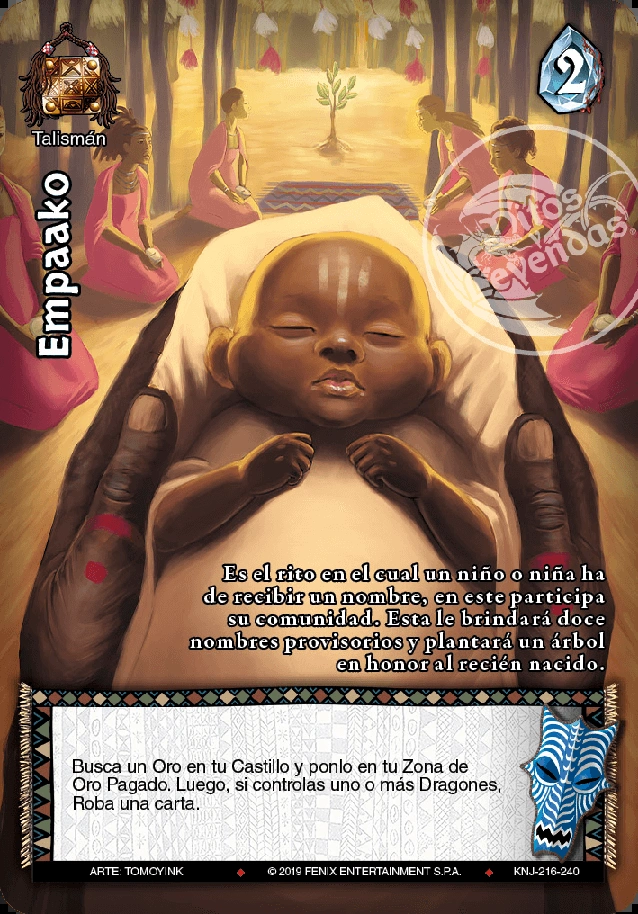 2
Talismán
Empaako
Mitos y Leyendas
Es el rito en el cual un niño o niña ha
de recibir un nombre, en este participa
su comunidad. Esta le brindará doce
nombres provisorios y plantará un árbol
en honor al recién nacido.
Busca un Oro en tu Castillo y ponlo en tu Zona de
Oro Pagado. Luego, si controlas uno o más Dragones,
Roba una carta.
ARTE: TOMOYINK © 2019 FENIX ENTERTAINMENT S.P.A. KNJ-216-240